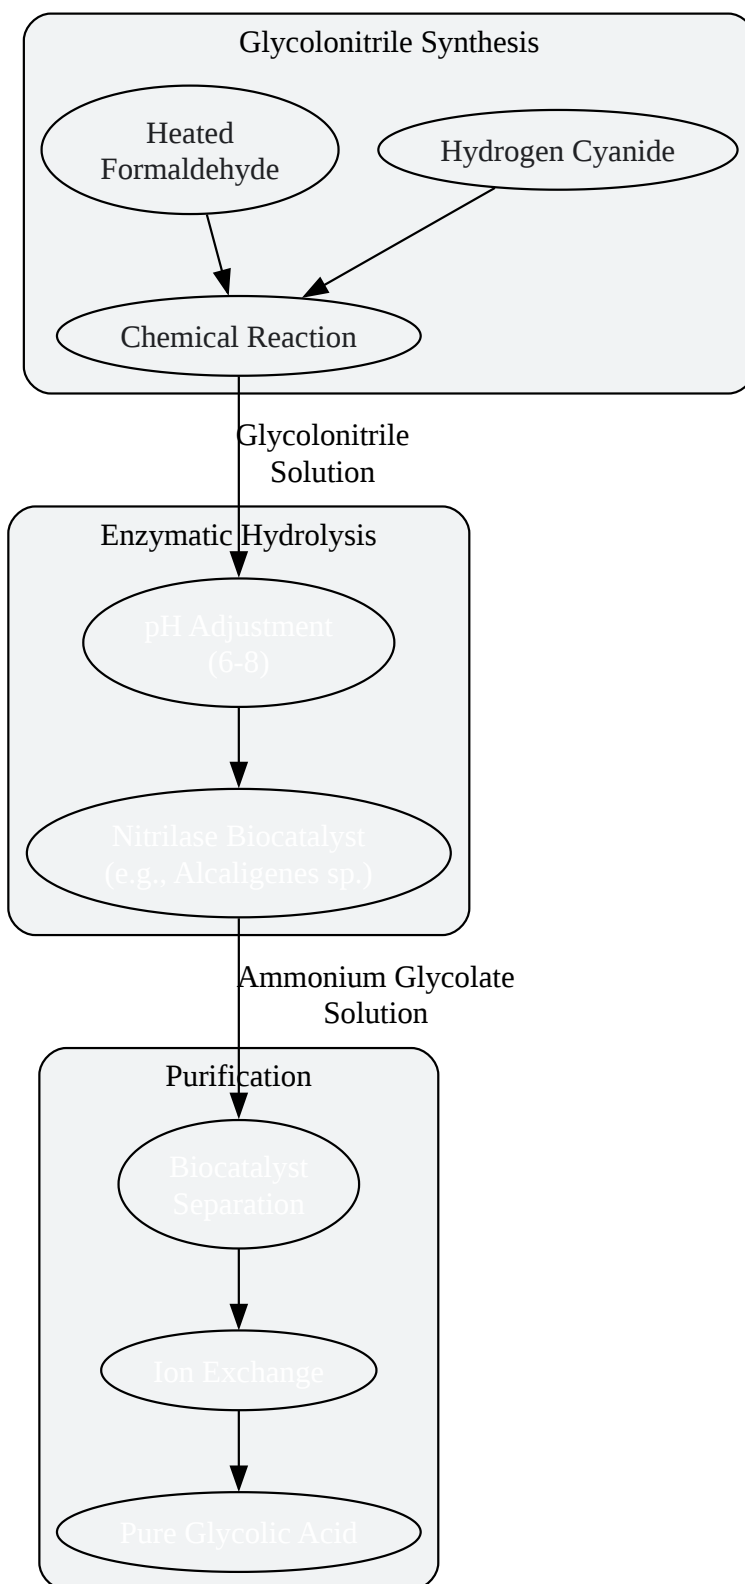 Glycolonitrile Synthesis
Heated
Formaldehyde
Hydrogen Cyanide
Chemical Reaction
Glycolonitrile
Solution
Enzymatic Hydrolysis
pH Adjustment
(6-8)
Nitrilase Biocatalyst
(e.g., Alcaligenes sp.)
Ammonium Glycolate
Solution
Purification
Biocatalyst
Separation
Ion Exchange
Pure Glycolic Acid